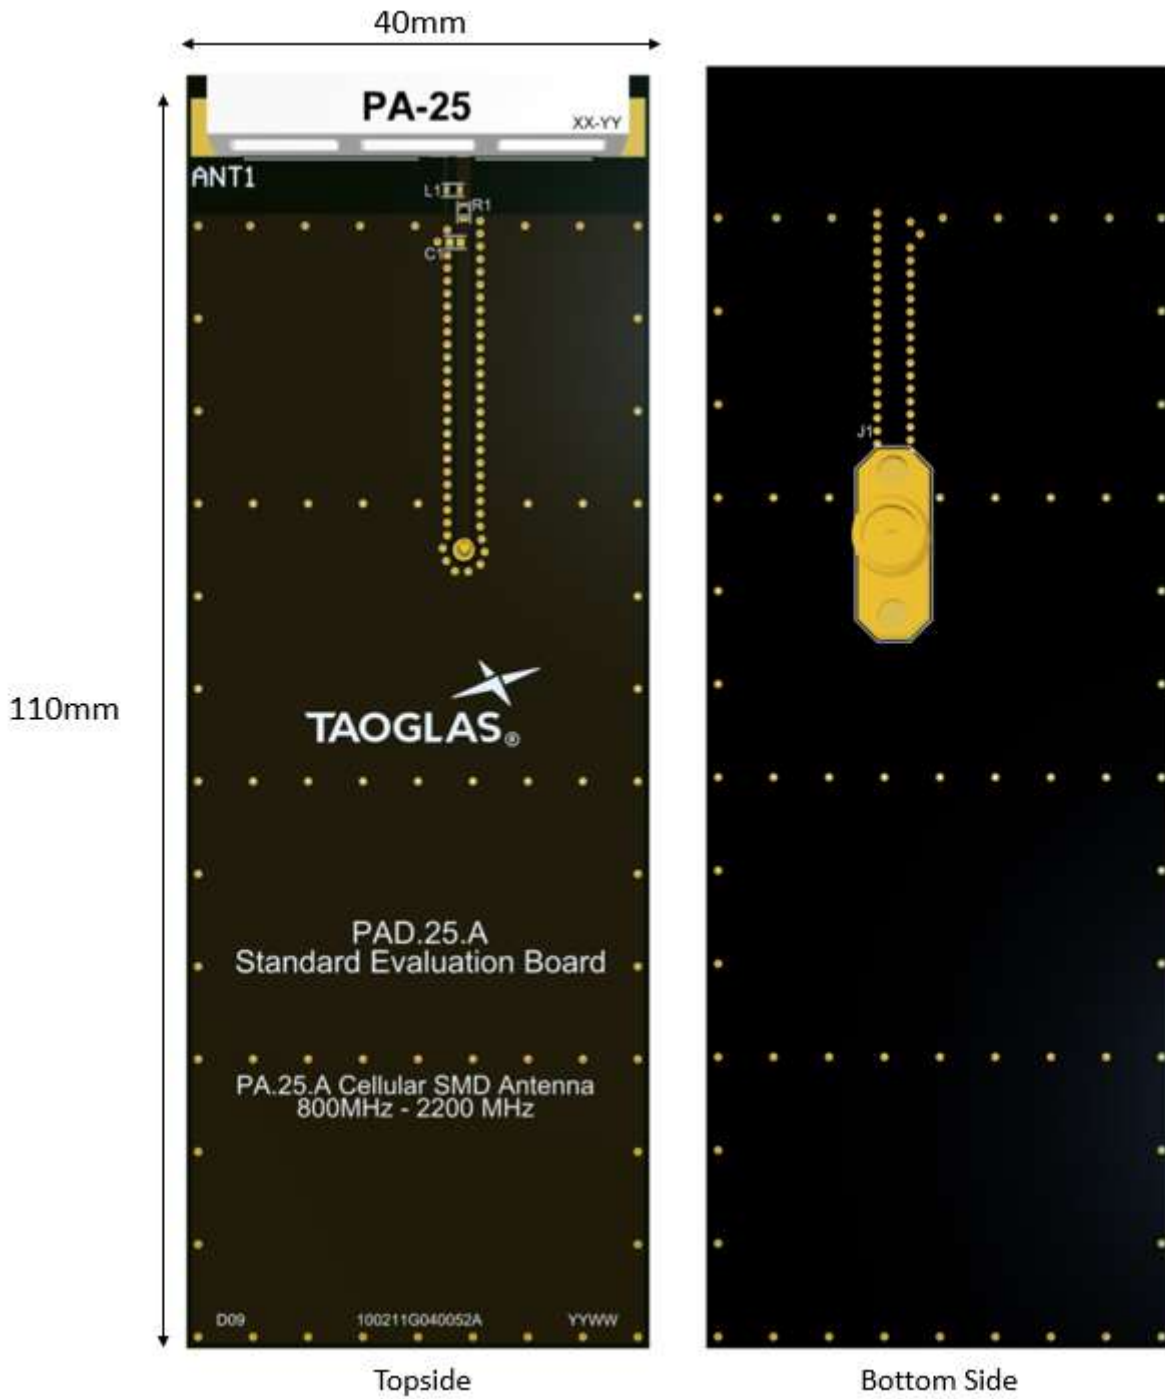 40mm
PA-25
XX-YY
ANT1
L1
R1
C1
J1
110mm
TAOGLAS®
PAD.25.A
Standard Evaluation Board
PA.25.A Cellular SMD Antenna
800MHz - 2200 MHz
D09 100211G040052A YYWW
Topside Bottom Side